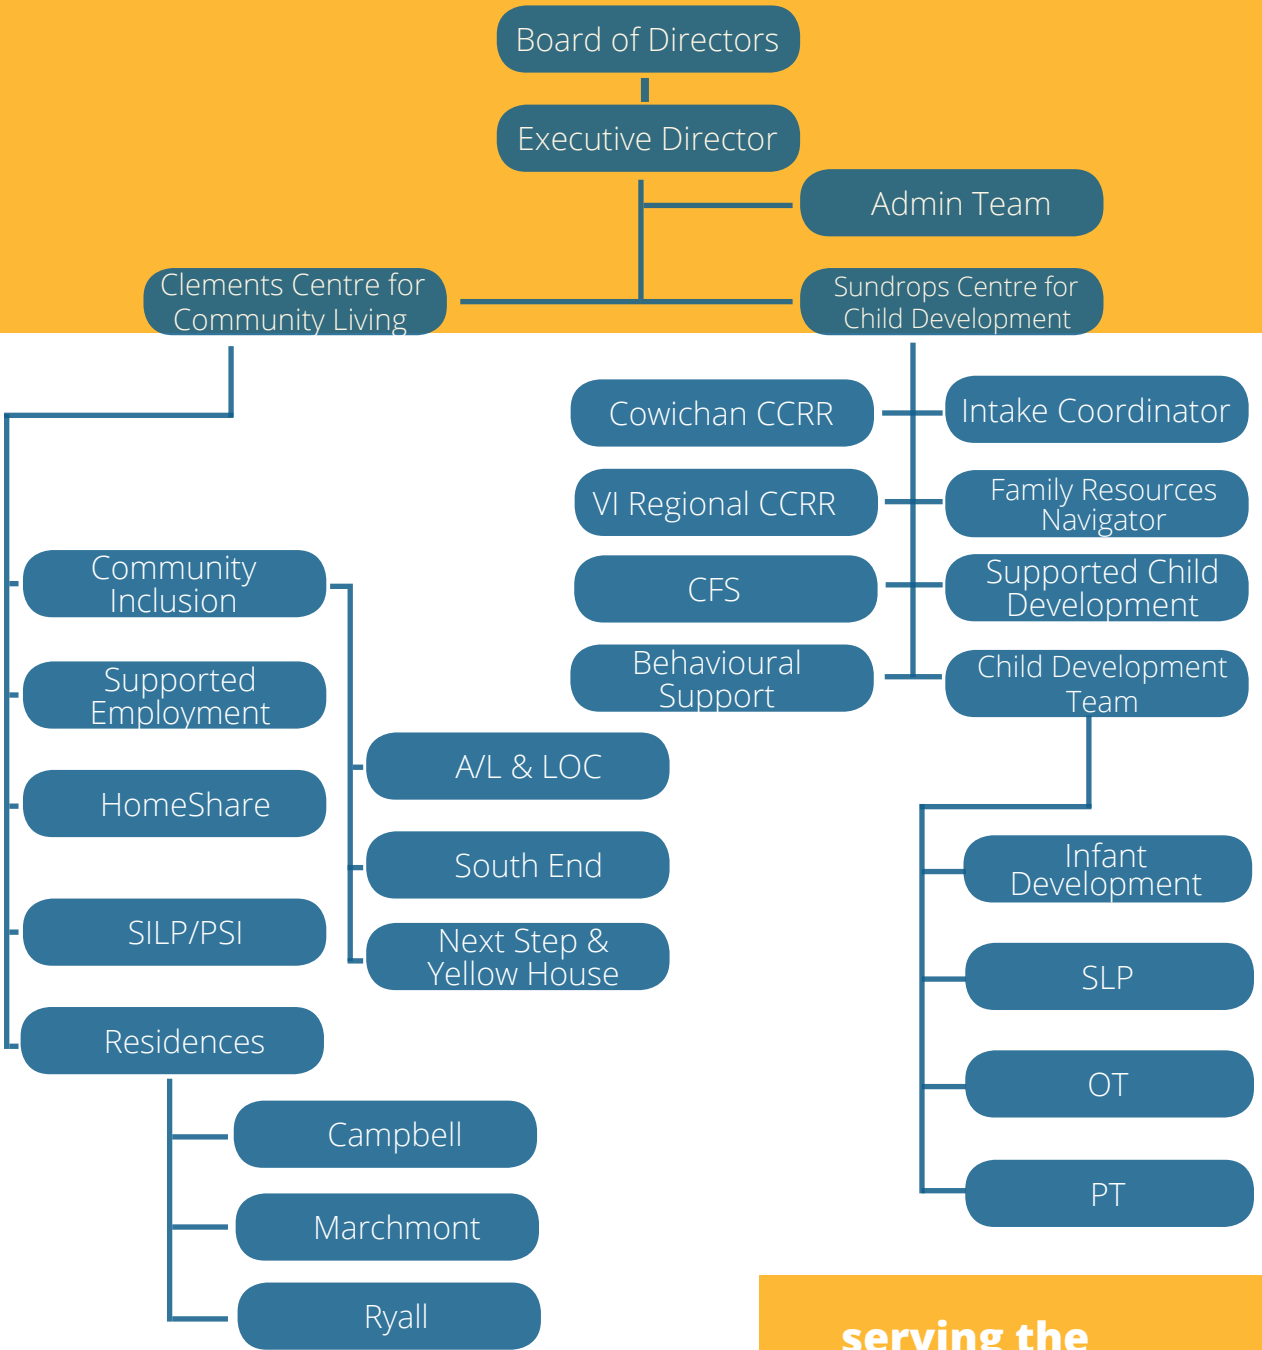 Board of Directors
Executive Director
Admin Team
Clements Centre for
Community Living
Sundrops Centre for
Child Development
Cowichan CCRR
Intake Coordinator
VI Regional CCRR
Family Resources
Navigator
CFS
Supported Child
Development
Behavioural
Support
Child Development
Team
Community
Inclusion
Supported
Employment
HomeShare
SILP/PSI
Residences
A/L & LOC
South End
Next Step &
Yellow House
Campbell
Marchmont
Ryall
Infant
Development
SLP
OT
PT
serving the